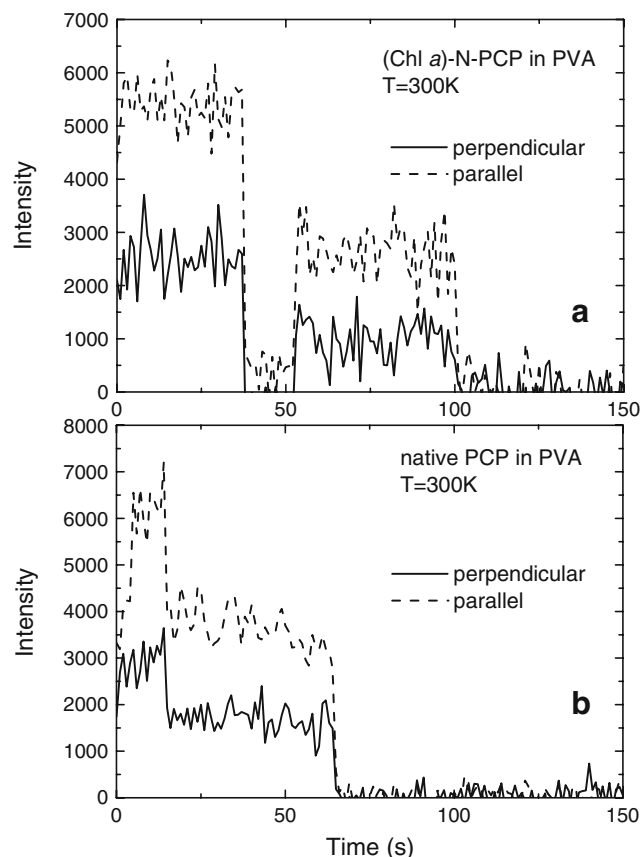 7000
6000
5000
4000
3000
2000
1000
0
Intensity
(Chl a)-N-PCP in PVA
T=300K
perpendicular
parallel
a
0
50
100
150
8000
7000
6000
5000
4000
3000
2000
1000
0
Intensity
native PCP in PVA
T=300K
perpendicular
parallel
b
0
50
100
150
Time (s)